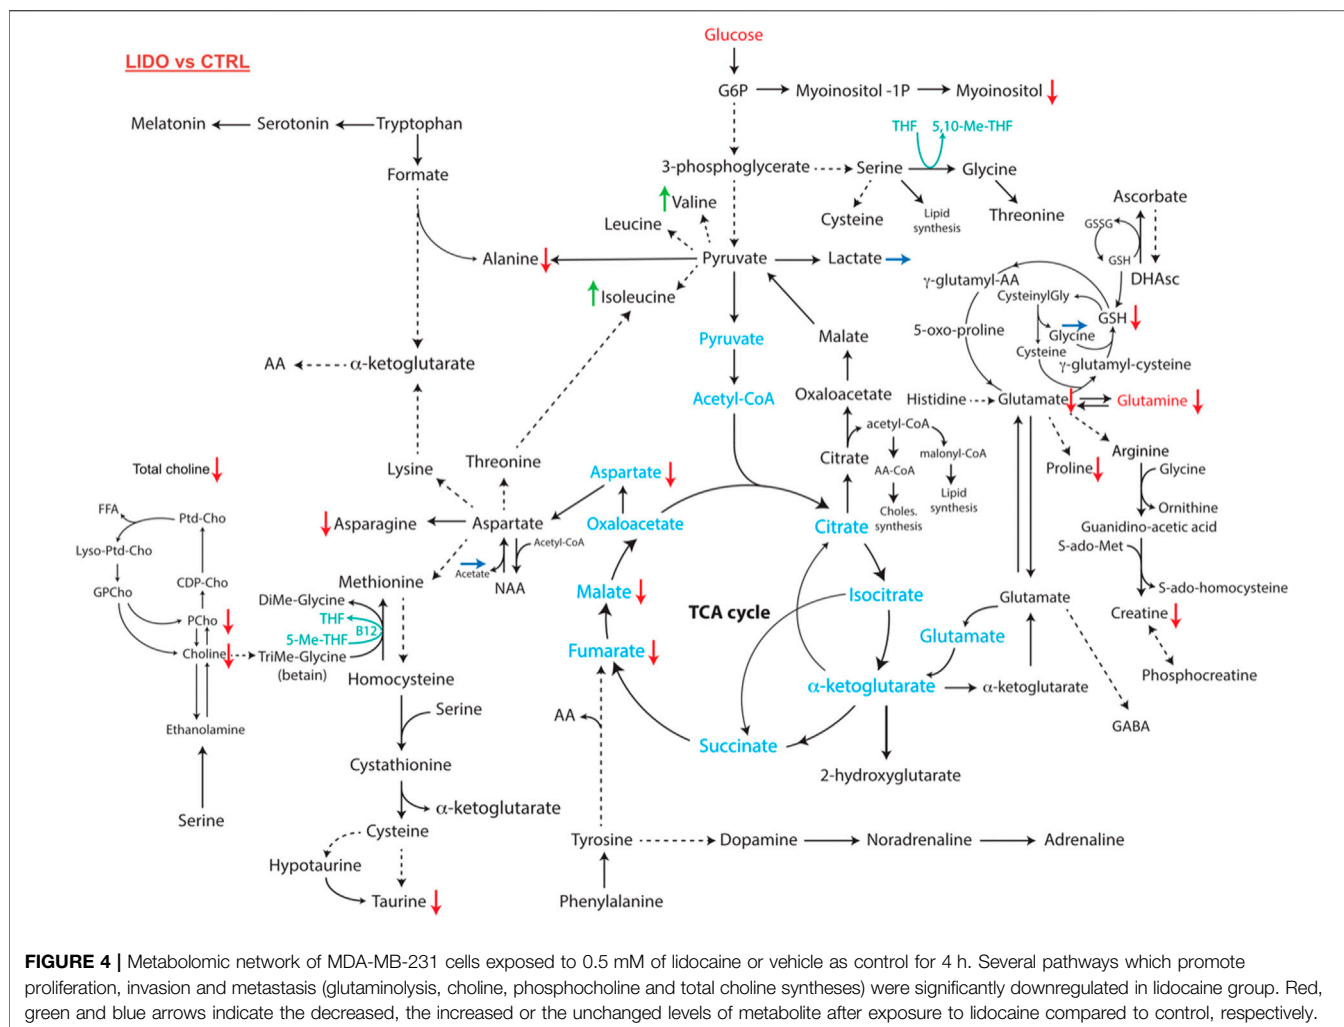 LIDO vs CTRL
Glucose
G6P
Myoinositol -1P
Myoinositol
Melatonin
Serotonin
Tryptophan
THF
5,10-Me-THF
Formate
3-phosphoglycerate
Serine
Glycine
Cysteine
Lipid
synthesis
Threonine
Ascorbate
GSSG
GSH
DHAsc
Valine
Leucine
Alanine
Pyruvate
Lactate
Isoleucine
γ-glutamyl-AA
CysteinylGly
GSH
Glycine
Cysteine
5-oxo-proline
γ-glutamyl-cysteine
Pyruvate
Malate
AA
α-ketoglutarate
Acetyl-CoA
Oxaloacetate
Histidine
Glutamate
Glutamine
acetyl-CoA
Citrate
AA-CoA
malonyl-CoA
Choles.
synthesis
Lipid
synthesis
Proline
Arginine
Glycine
Ornithine
Guanidino-acetic acid
S-ado-Met
S-ado-homocysteine
Creatine
Phosphocreatine
Total choline
Lysine
Threonine
Aspartate
FFA
Ptd-Cho
Asparagine
Aspartate
Oxaloacetate
Citrate
Lyso-Ptd-Cho
Acetyl-CoA
Acetate
NAA
GPCho
CDP-Cho
Methionine
Malate
TCA cycle
Isocitrate
Glutamate
DiMe-Glycine
THF
B12
5-Me-THF
PCho
Choline
TriMe-Glycine
(betain)
Fumarate
Glutamate
Homocysteine
α-ketoglutarate
α-ketoglutarate
GABA
Serine
AA
Ethanolamine
Succinate
Cystathionine
2-hydroxyglutarate
α-ketoglutarate
Serine
Cysteine
Tyrosine
Dopamine
Noradrenaline
Adrenaline
Hypotaurine
Taurine
Phenylalanine
FIGURE 4 | Metabolomic network of MDA-MB-231 cells exposed to 0.5 mM of lidocaine or vehicle as control for 4 h. Several pathways which promote
proliferation, invasion and metastasis (glutaminolysis, choline, phosphocholine and total choline syntheses) were significantly downregulated in lidocaine group. Red,
green and blue arrows indicate the decreased, the increased or the unchanged levels of metabolite after exposure to lidocaine compared to control, respectively.